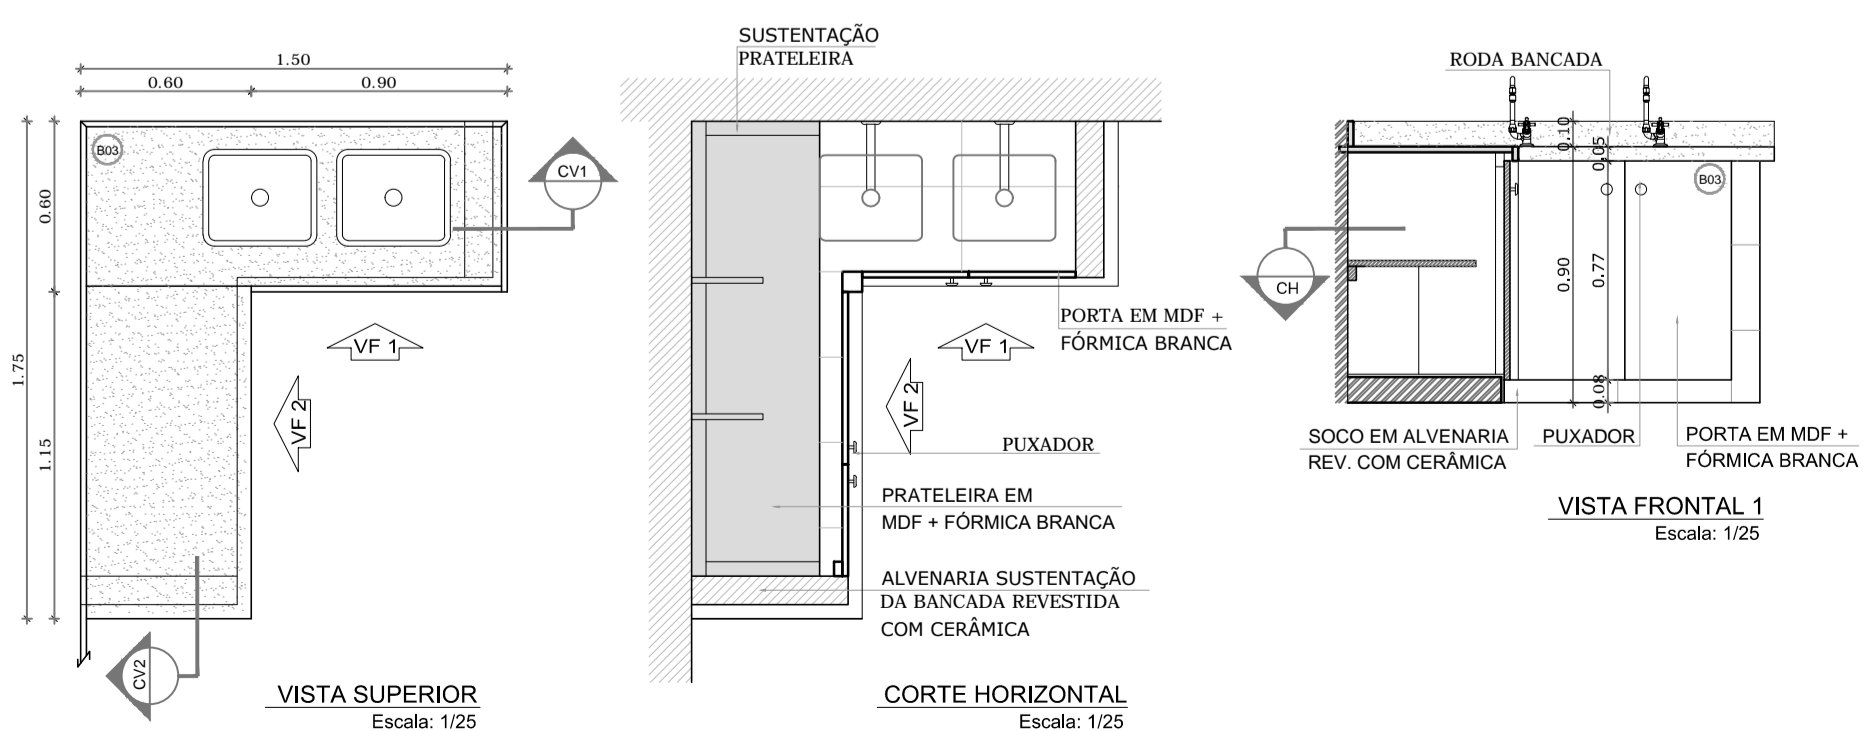 1.50
0.60
0.90
B03
0.60
1.75
1.15
CV1
VF 1
VF 2
CV2
VISTA SUPERIOR
Escala: 1/25
SUSTENTAÇÃO
PRATELEIRA
PORTA EM MDF +
FÓRMICA BRANCA
VF 1
VF 2
PUXADOR
PRATELEIRA EM
MDF + FÓRMICA BRANCA
ALVENARIA SUSTENTAÇÃO
DA BANCADA REVESTIDA
COM CERÂMICA
CORTE HORIZONTAL
Escala: 1/25
RODA BANCADA
0.10
0.05
B03
CH
0.90
0.77
0.08
SOCO EM ALVENARIA
REV. COM CERÂMICA
PUXADOR
PORTA EM MDF +
FÓRMICA BRANCA
VISTA FRONTAL 1
Escala: 1/25